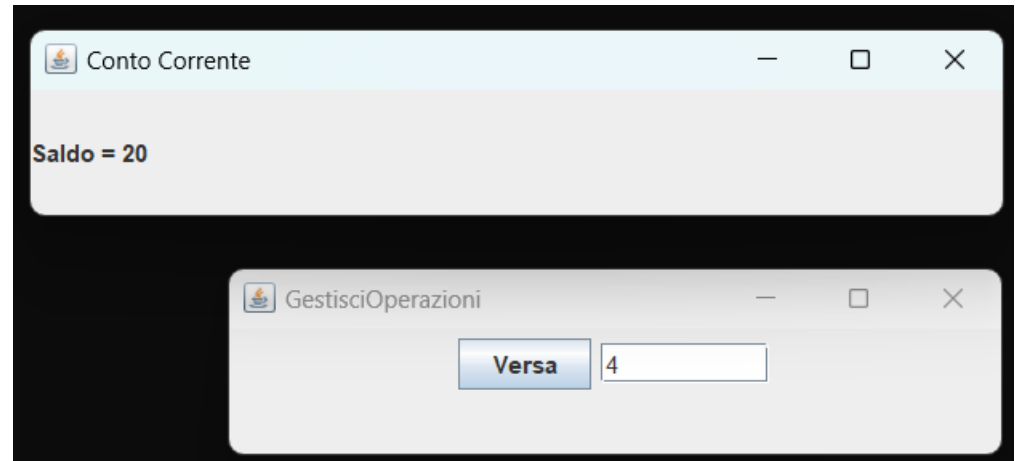 Conto Corrente
Saldo = 20
GestisciOperazioni
Versa 4